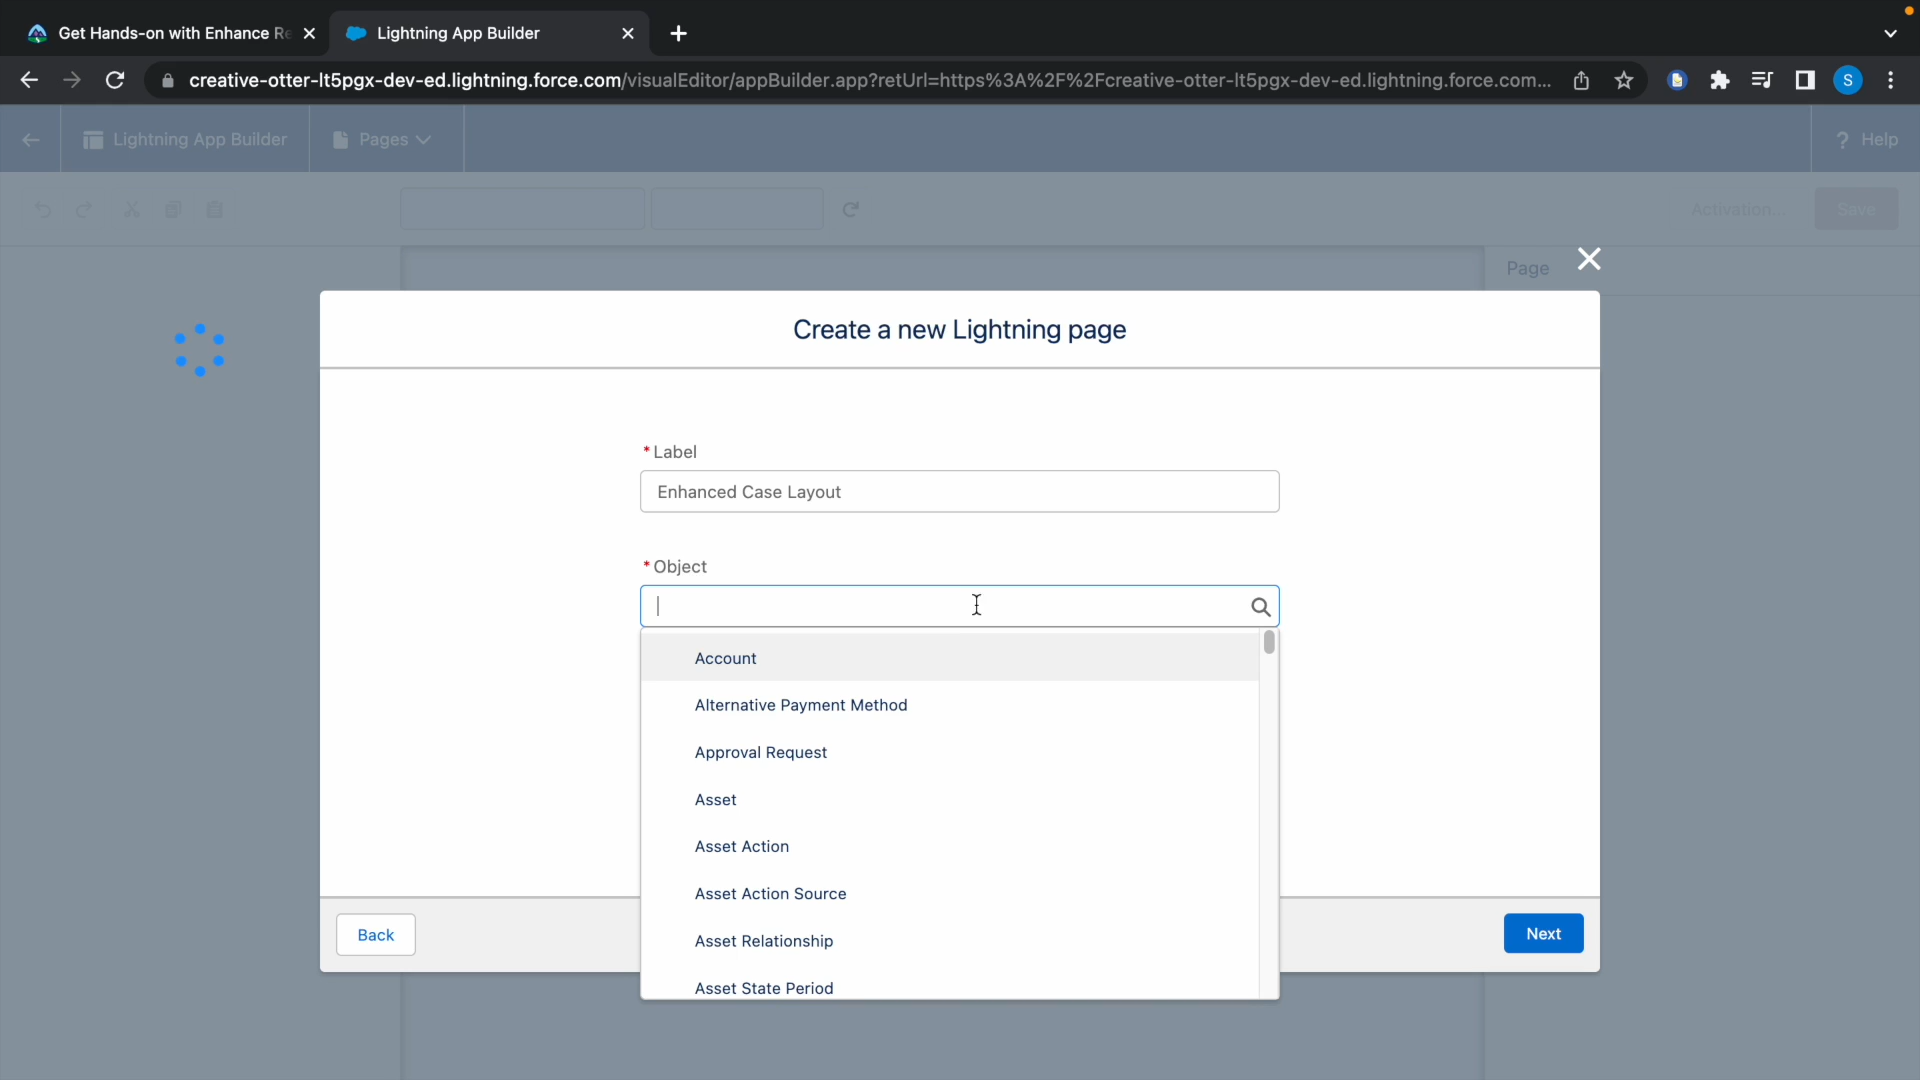 Get Hands-on with Enhance Re
Lightning App Builder
creative-otter-lt5pgx-dev-ed.lightning.force.com/visualEditor/appBuilder.app?retUrl=https%3A%2F%2Fcreative-otter-lt5pgx-dev-ed.lightning.force.com...
S
Lightning App Builder
Pages
? Help
Activation...
Save
Page
Create a new Lightning page
* Label
Enhanced Case Layout
* Object
Account
Alternative Payment Method
Approval Request
Asset
Asset Action
Asset Action Source
Asset Relationship
Asset State Period
Back
Next